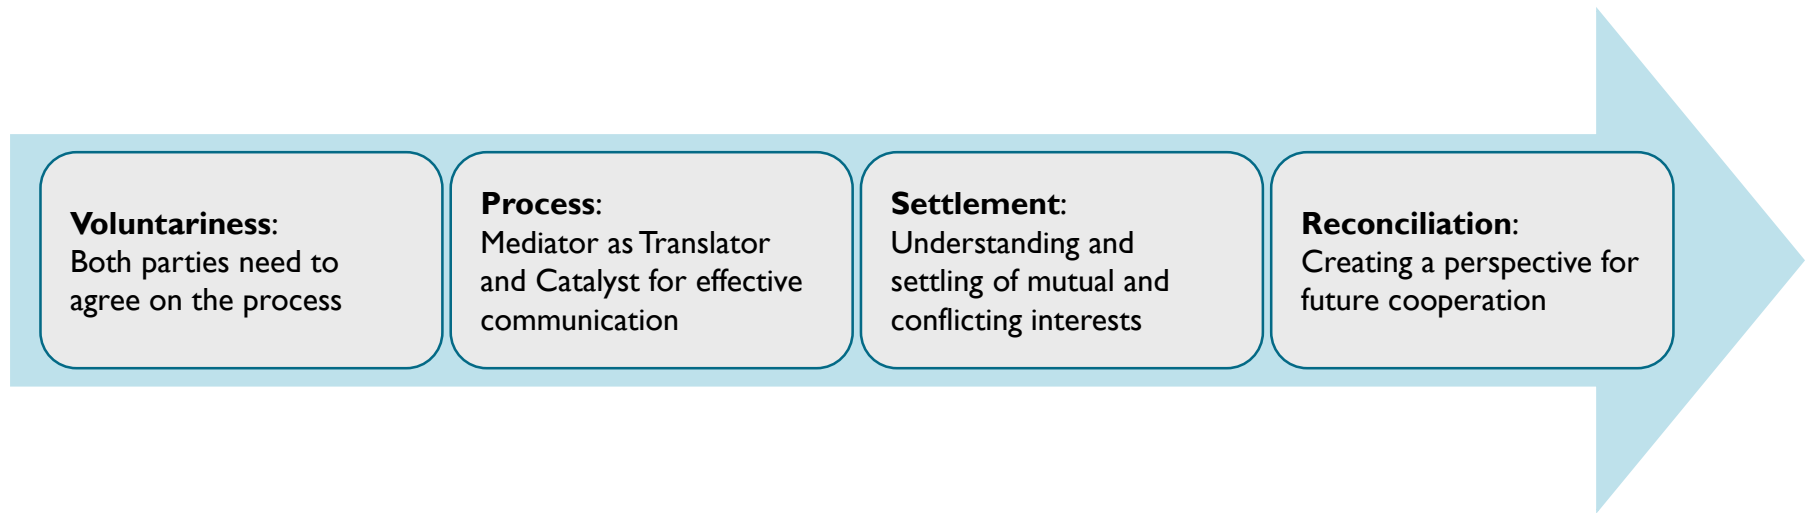 Voluntariness:
Both parties need to
agree on the process
Process:
Mediator as Translator
and Catalyst for effective
communication
Settlement:
Understanding and
settling of mutual and
conflicting interests
Reconciliation:
Creating a perspective for
future cooperation